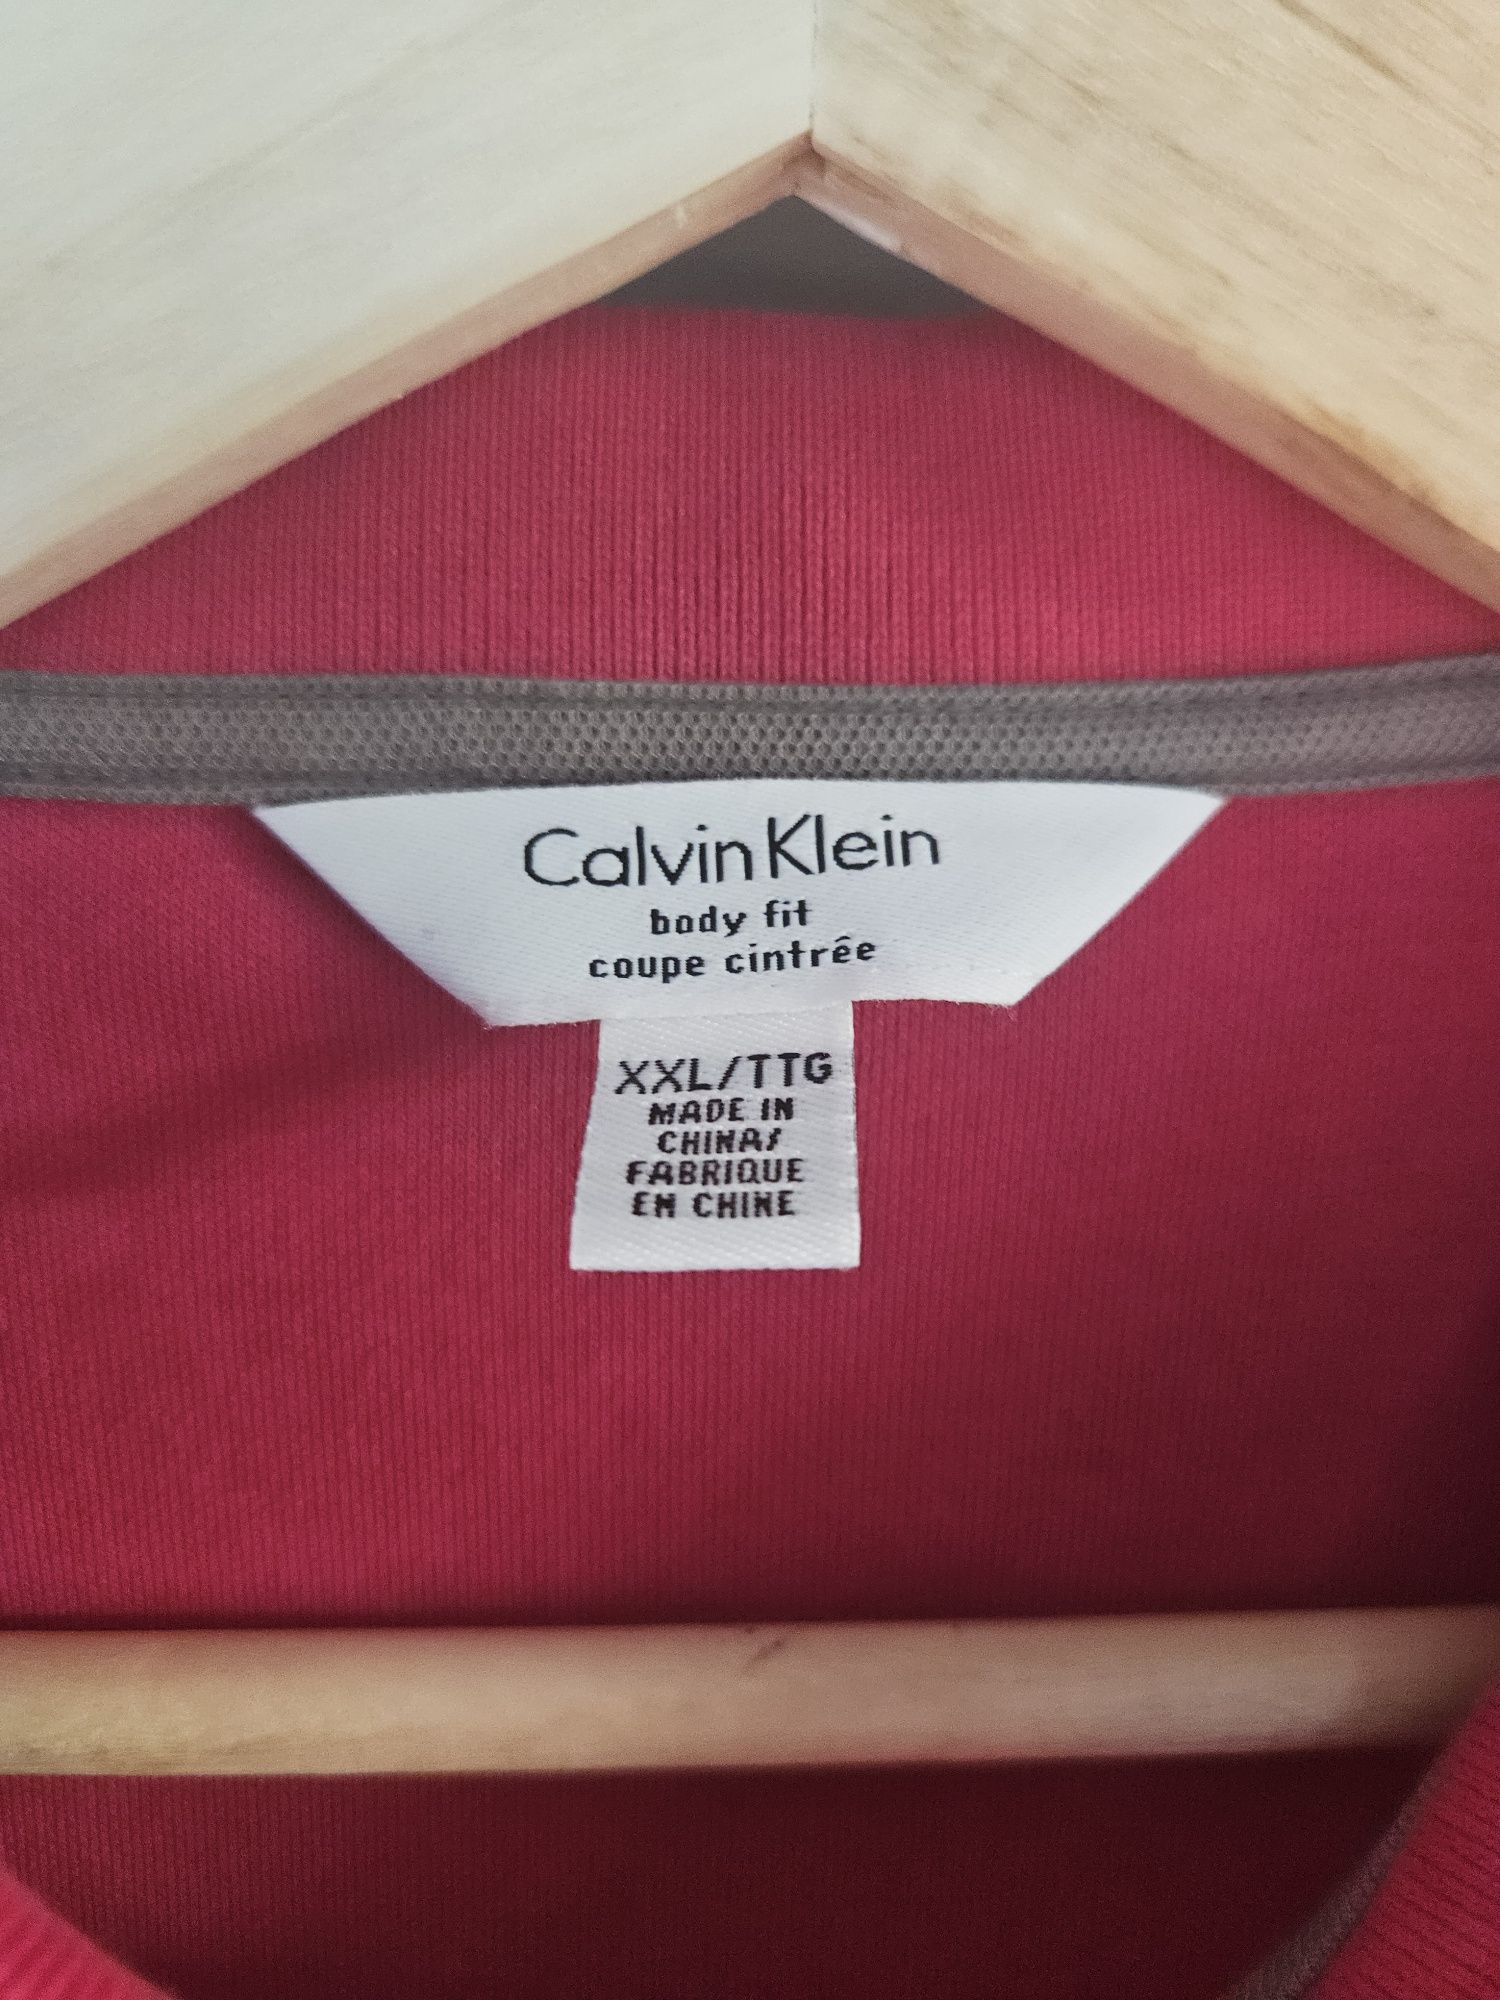 Calvin Klein
body fit
coupe cintrée
XXL/TTG
MADE IN
CHINA/
FABRIQUE
EN CHINE